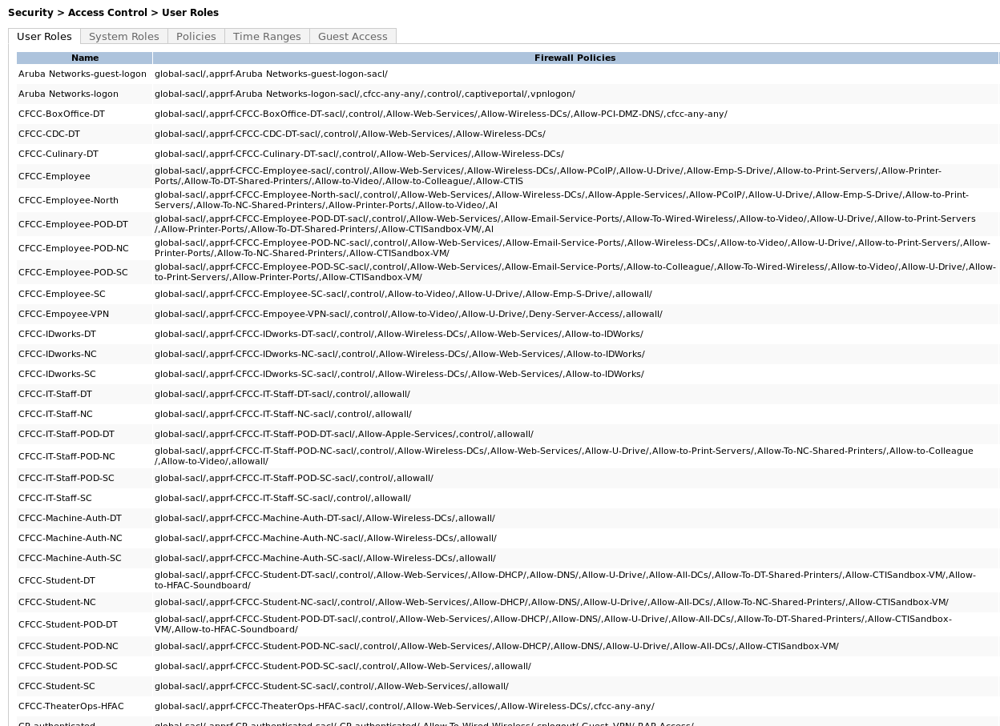 Security > Access Control > User Roles
User Roles System Roles Policies Time Ranges Guest Access
Name Firewall Policies
Aruba Networks-guest-logon global-sacl/,apprf-Aruba Networks-guest-logon-sacl/
Aruba Networks-logon global-sacl/,apprf-Aruba Networks-logon-sacl/,cfcc-any-any/,control/,captiveportal/,vpnlogon/
CFCC-BoxOffice-DT global-sacl/,apprf-CFCC-BoxOffice-DT-sacl/,control/,Allow-Web-Services/,Allow-Wireless-DCs/,Allow-PCI-DMZ-DNS/,cfcc-any-any/
CFCC-CDC-DT global-sacl/,apprf-CFCC-CDC-DT-sacl/,control/,Allow-Web-Services/,Allow-Wireless-DCs/
CFCC-Culinary-DT global-sacl/,apprf-CFCC-Culinary-DT-sacl/,control/,Allow-Web-Services/,Allow-Wireless-DCs/
CFCC-Employee global-sacl/,apprf-CFCC-Employee-sacl/,control/,Allow-Web-Services/,Allow-Wireless-DCs/,Allow-PCoIP/,Allow-U-Drive/,Allow-Emp-S-Drive/,Allow-to-Print-Servers/,Allow-Printer-
Ports/,Allow-To-DT-Shared-Printers/,Allow-to-Video/,Allow-to-Colleague/,Allow-CTIS
CFCC-Employee-North global-sacl/,apprf-CFCC-Employee-North-sacl/,control/,Allow-Web-Services/,Allow-Wireless-DCs/,Allow-Apple-Services/,Allow-PCoIP/,Allow-U-Drive/,Allow-Emp-S-Drive/,Allow-to-Print-
Servers/,Allow-To-NC-Shared-Printers/,Allow-Printer-Ports/,Allow-to-Video/,Al
CFCC-Employee-POD-DT global-sacl/,apprf-CFCC-Employee-POD-DT-sacl/,control/,Allow-Web-Services/,Allow-Email-Service-Ports/,Allow-To-Wired-Wireless/,Allow-to-Video/,Allow-U-Drive/,Allow-to-Print-Servers
/,Allow-Printer-Ports/,Allow-To-DT-Shared-Printers/,Allow-CTISandbox-VM/,Al
CFCC-Employee-POD-NC global-sacl/,apprf-CFCC-Employee-POD-NC-sacl/,control/,Allow-Web-Services/,Allow-Email-Service-Ports/,Allow-Wireless-DCs/,Allow-to-Video/,Allow-U-Drive/,Allow-to-Print-Servers/,Allow-
Printer-Ports/,Allow-To-NC-Shared-Printers/,Allow-CTISandbox-VM/
CFCC-Employee-POD-SC global-sacl/,apprf-CFCC-Employee-POD-SC-sacl/,control/,Allow-Web-Services/,Allow-Email-Service-Ports/,Allow-to-Colleague/,Allow-To-Wired-Wireless/,Allow-to-Video/,Allow-U-Drive/,Allow-
to-Print-Servers/,Allow-Printer-Ports/,Allow-CTISandbox-VM/
CFCC-Employee-SC global-sacl/,apprf-CFCC-Employee-SC-sacl/,control/,Allow-to-Video/,Allow-U-Drive/,Allow-Emp-S-Drive/,allowall/
CFCC-Empoyee-VPN global-sacl/,apprf-CFCC-Empoyee-VPN-sacl/,control/,Allow-to-Video/,Allow-U-Drive/,Deny-Server-Access/,allowall/
CFCC-IDworks-DT global-sacl/,apprf-CFCC-IDworks-DT-sacl/,control/,Allow-Wireless-DCs/,Allow-Web-Services/,Allow-to-IDWorks/
CFCC-IDworks-NC global-sacl/,apprf-CFCC-IDworks-NC-sacl/,control/,Allow-Wireless-DCs/,Allow-Web-Services/,Allow-to-IDWorks/
CFCC-IDworks-SC global-sacl/,apprf-CFCC-IDworks-SC-sacl/,control/,Allow-Wireless-DCs/,Allow-Web-Services/,Allow-to-IDWorks/
CFCC-IT-Staff-DT global-sacl/,apprf-CFCC-IT-Staff-DT-sacl/,control/,allowall/
CFCC-IT-Staff-NC global-sacl/,apprf-CFCC-IT-Staff-NC-sacl/,control/,allowall/
CFCC-IT-Staff-POD-DT global-sacl/,apprf-CFCC-IT-Staff-POD-DT-sacl/,Allow-Apple-Services/,control/,allowall/
CFCC-IT-Staff-POD-NC global-sacl/,apprf-CFCC-IT-Staff-POD-NC-sacl/,control/,Allow-Wireless-DCs/,Allow-Web-Services/,Allow-U-Drive/,Allow-to-Print-Servers/,Allow-To-NC-Shared-Printers/,Allow-to-Colleague
/,Allow-to-Video/,allowall/
CFCC-IT-Staff-POD-SC global-sacl/,apprf-CFCC-IT-Staff-POD-SC-sacl/,control/,allowall/
CFCC-IT-Staff-SC global-sacl/,apprf-CFCC-IT-Staff-SC-sacl/,control/,allowall/
CFCC-Machine-Auth-DT global-sacl/,apprf-CFCC-Machine-Auth-DT-sacl/,Allow-Wireless-DCs/,allowall/
CFCC-Machine-Auth-NC global-sacl/,apprf-CFCC-Machine-Auth-NC-sacl/,Allow-Wireless-DCs/,allowall/
CFCC-Machine-Auth-SC global-sacl/,apprf-CFCC-Machine-Auth-SC-sacl/,Allow-Wireless-DCs/,allowall/
CFCC-Student-DT global-sacl/,apprf-CFCC-Student-DT-sacl/,control/,Allow-Web-Services/,Allow-DHCP/,Allow-DNS/,Allow-U-Drive/,Allow-All-DCs/,Allow-To-DT-Shared-Printers/,Allow-CTISandbox-VM/,Allow-
to-HFAC-Soundboard/
CFCC-Student-NC global-sacl/,apprf-CFCC-Student-NC-sacl/,control/,Allow-Web-Services/,Allow-DHCP/,Allow-DNS/,Allow-U-Drive/,Allow-All-DCs/,Allow-To-NC-Shared-Printers/,Allow-CTISandbox-VM/
CFCC-Student-POD-DT global-sacl/,apprf-CFCC-Student-POD-DT-sacl/,control/,Allow-Web-Services/,Allow-DHCP/,Allow-DNS/,Allow-U-Drive/,Allow-All-DCs/,Allow-To-DT-Shared-Printers/,Allow-CTISandbox-
VM/,Allow-to-HFAC-Soundboard/
CFCC-Student-POD-NC global-sacl/,apprf-CFCC-Student-POD-NC-sacl/,control/,Allow-Web-Services/,Allow-DHCP/,Allow-DNS/,Allow-U-Drive/,Allow-All-DCs/,Allow-CTISandbox-VM/
CFCC-Student-POD-SC global-sacl/,apprf-CFCC-Student-POD-SC-sacl/,control/,Allow-Web-Services/,allowall/
CFCC-Student-SC global-sacl/,apprf-CFCC-Student-SC-sacl/,control/,Allow-Web-Services/,allowall/
CFCC-TheaterOps-HFAC global-sacl/,apprf-CFCC-TheaterOps-HFAC-sacl/,control/,Allow-Web-Services/,Allow-Wireless-DCs/,cfcc-any-any/